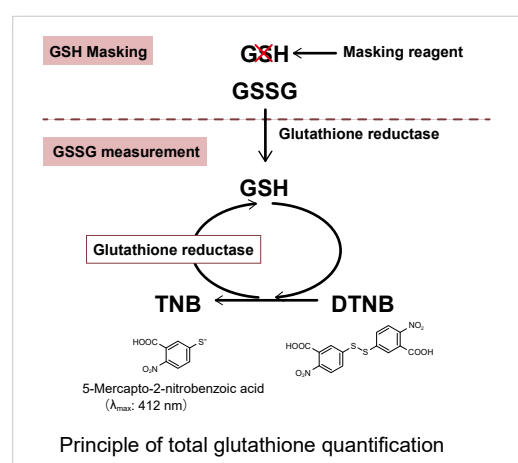 GSH Masking
GSH
Masking reagent
GSSG
Glutathione reductase
GSSG measurement
GSH
Glutathione reductase
TNB
DTNB
HOOC
S⁻
O₂N
HOOC
O₂N
S
S
NO₂
COOH
5-Mercapto-2-nitrobenzoic acid
(λmax: 412 nm)
Principle of total glutathione quantification